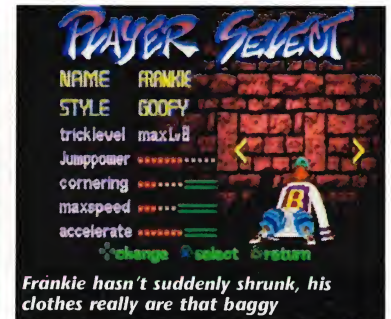 PLAYER SELECT
NAME FRANKIE
STYLE GOOFY
tricklevel maxLv8
Jumppower
cornering
maxspeed
accelerate
change select return
B
Frankie hasn't suddenly shrunk, his
clothes really are that baggy